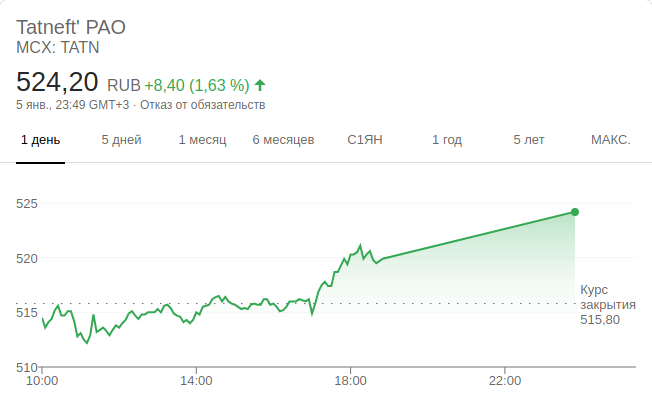 Tatneft' PAO
MCX: TATN
524,20 RUB +8,40 (1,63 %)
5 янв., 23:49 GMT+3 · Отказ от обязательств
1 день 5 дней 1 месяц 6 месяцев С1ЯН 1 год 5 лет МАКС.
525
520
515
510
Курс
закрытия
515,80
10:00 14:00 18:00 22:00